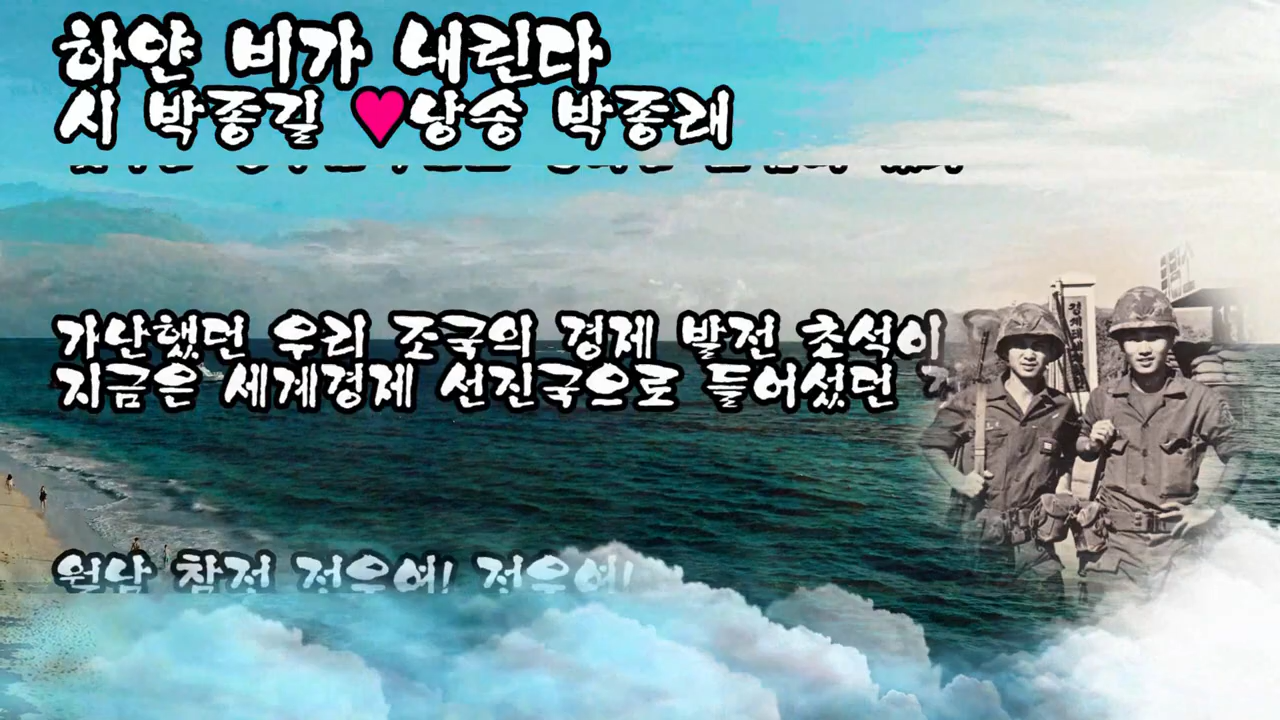 하얀 비가 내린다
시 박종길 ♥낭송 박종래
가난했던 우리 조국의 경제 발전 초석이
지금은 세계경제 선진국으로 들어섰던
월남 참전 전우여! 전우여!